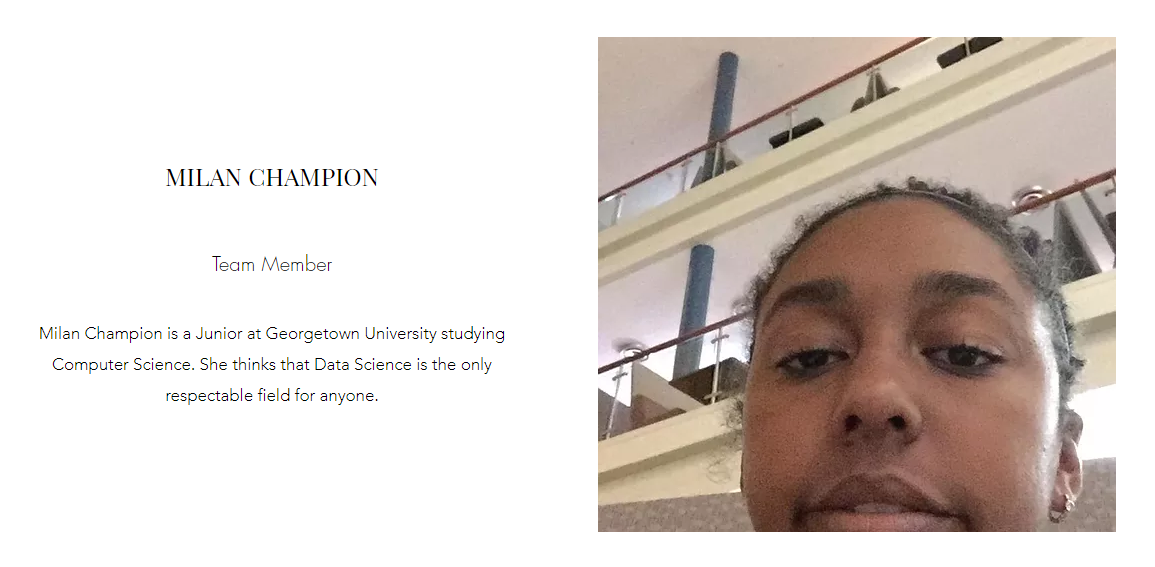 MILAN CHAMPION
Team Member
Milan Champion is a Junior at Georgetown University studying
Computer Science. She thinks that Data Science is the only
respectable field for anyone.